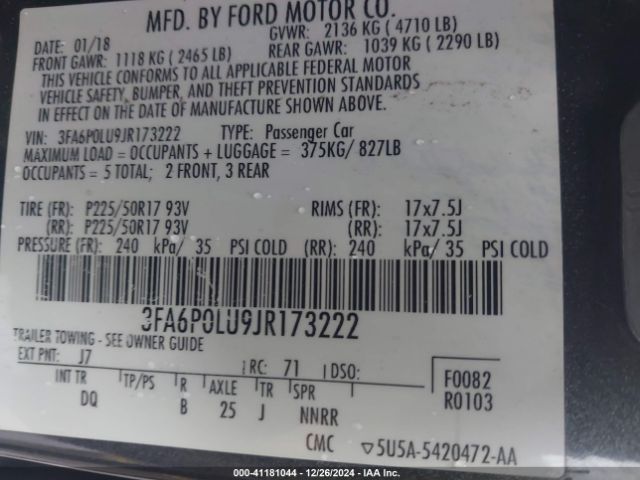 MFD. BY FORD MOTOR CO.
DATE: 01/18 GVWR: 2136 KG ( 4710 LB)
FRONT GAWR: 1118 KG ( 2465 LB) REAR GAWR: 1039 KG ( 2290 LB)
THIS VEHICLE CONFORMS TO ALL APPLICABLE FEDERAL MOTOR
VEHICLE SAFETY, BUMPER, AND THEFT PREVENTION STANDARDS
IN EFFECT ON THE DATE OF MANUFACTURE SHOWN ABOVE.
VIN: 3FA6P0LU9JR173222 TYPE: Passenger Car
MAXIMUM LOAD = OCCUPANTS + LUGGAGE = 375KG/ 827LB
OCCUPANTS = 5 TOTAL; 2 FRONT, 3 REAR
TIRE (FR): P225/50R17 93V RIMS (FR): 17x7.5J
(RR): P225/50R17 93V (RR): 17x7.5J
PRESSURE (FR): 240 kPa/ 35 PSI COLD (RR): 240 kPa/ 35 PSI COLD
3FA6P0LU9JR173222
TRAILER TOWING - SEE OWNER GUIDE
EXT PNT: J7 RC: 71 DSO: F0082
INT TR TP/PS R AXLE TR SPR R0103
DQ B 25 J NNRR
CMC ▽5U5A-5420472-AA
000-41181044 - 12/26/2024 - IAAI.com